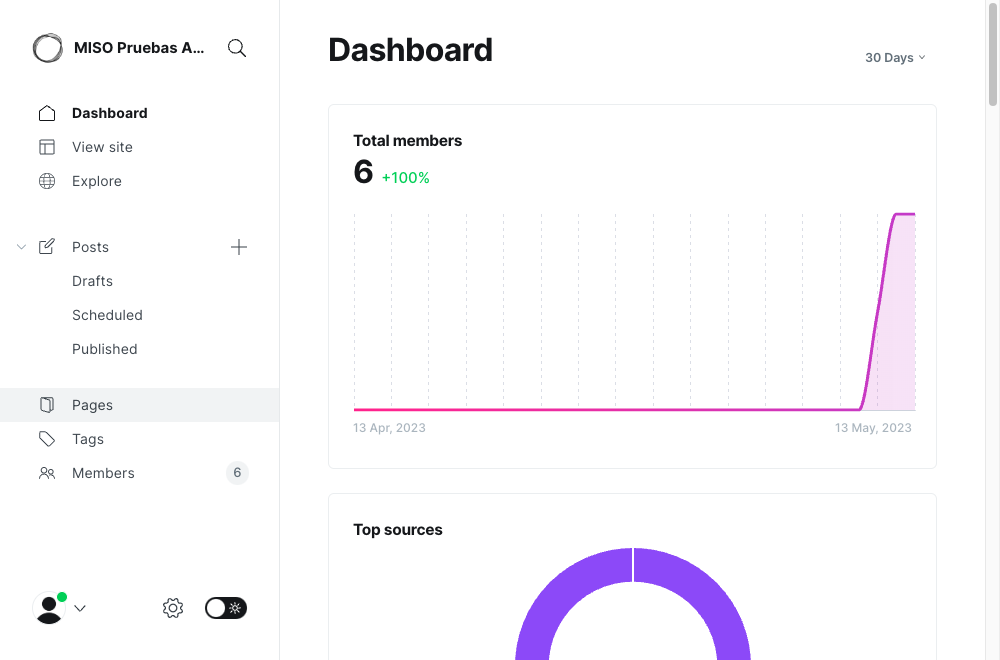 MISO Pruebas A...
Dashboard
View site
Explore
Posts
Drafts
Scheduled
Published
Pages
Tags
Members
6
Dashboard
30 Days
Total members
6 +100%
13 Apr, 2023
13 May, 2023
Top sources